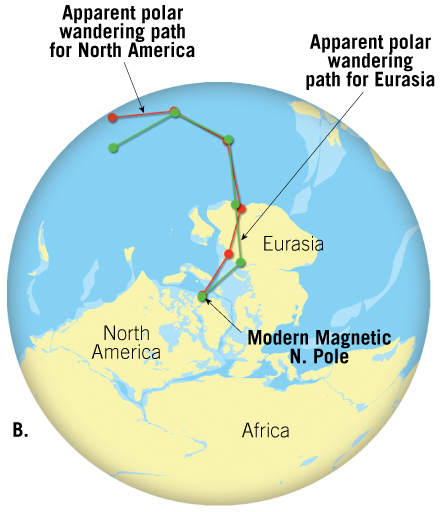 Apparent polar
wandering path
for North America
Apparent polar
wandering
path for Eurasia
Eurasia
North
America
Modern Magnetic
N. Pole
B.
Africa